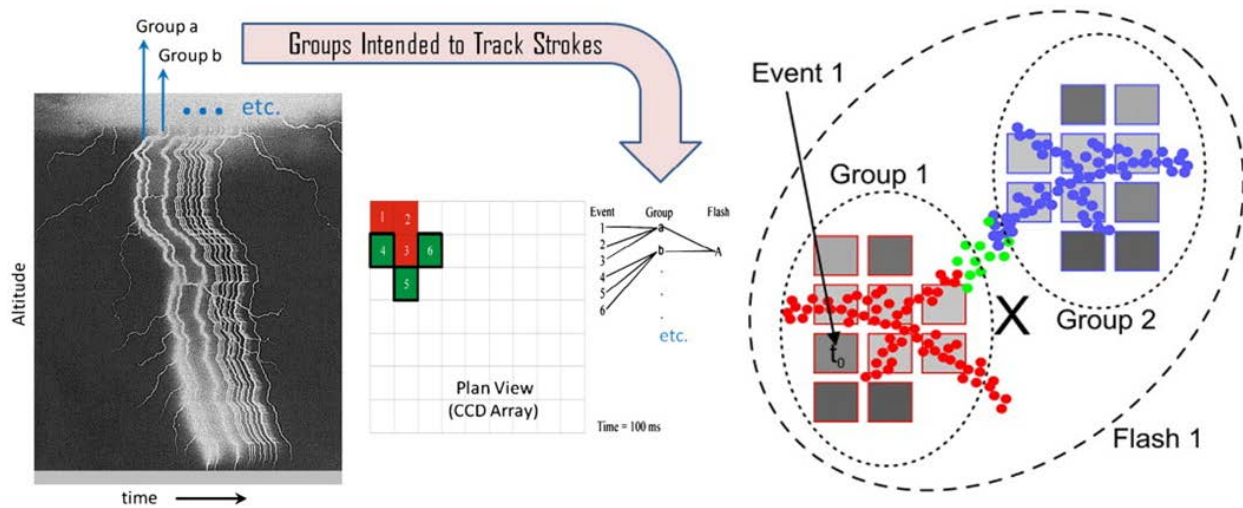 Group a
Group b
etc.
Groups Intended to Track Strokes
Altitude
time
1 2
4 3 6
5
Plan View
(CCD Array)
Event Group Flash
1
2
3
4
5
6
a
b
A
.
.
.
etc.
Time = 100 ms
Event 1
Group 1
t₀
X
Group 2
Flash 1